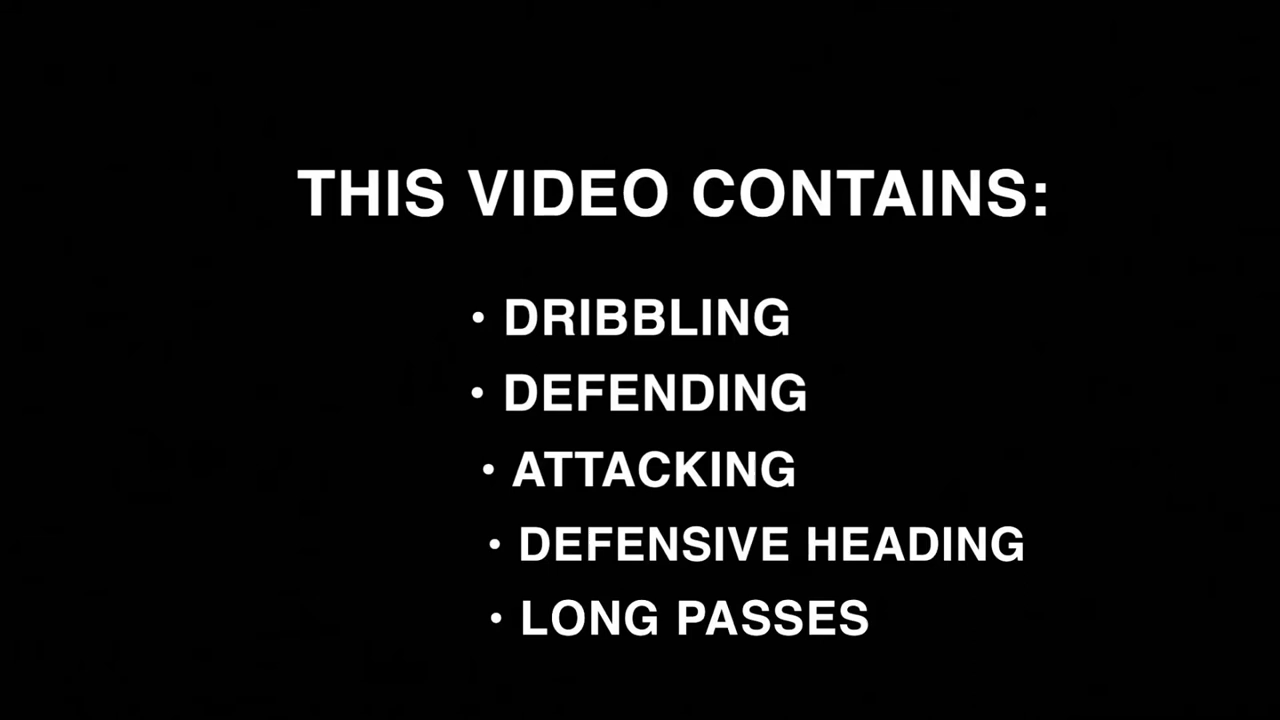 THIS VIDEO CONTAINS:
• DRIBBLING
• DEFENDING
• ATTACKING
• DEFENSIVE HEADING
• LONG PASSES